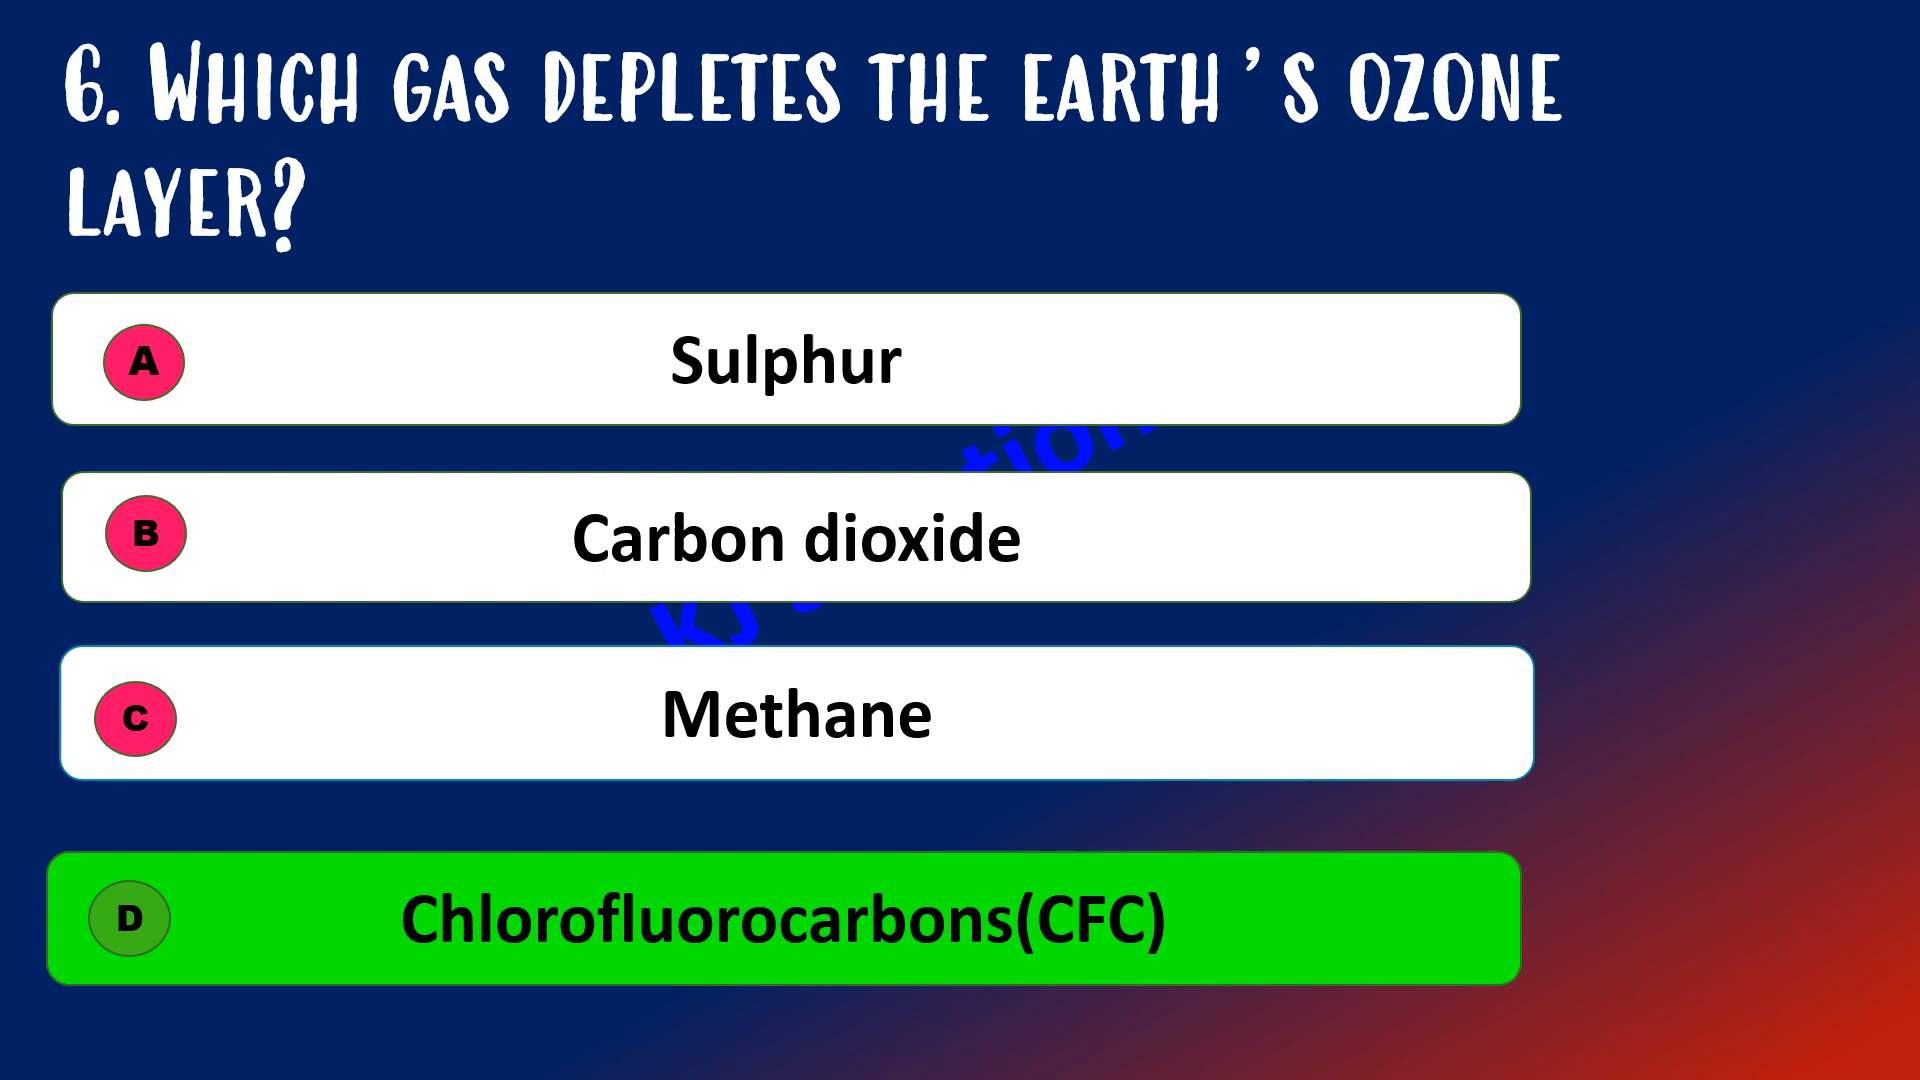 6. Which gas depletes the earth's ozone
layer?
A Sulphur
B Carbon dioxide
C Methane
D Chlorofluorocarbons(CFC)